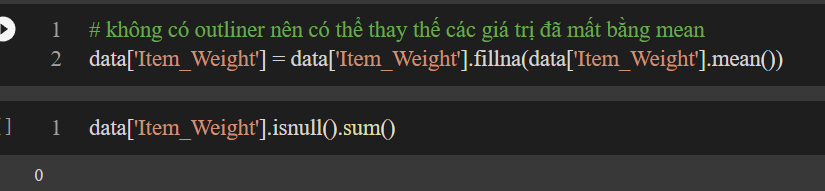 1 # không có outliner nên có thể thay thế các giá trị đã mất bằng mean
2 data['Item_Weight'] = data['Item_Weight'].fillna(data['Item_Weight'].mean())
] 1 data['Item_Weight'].isnull().sum()
0